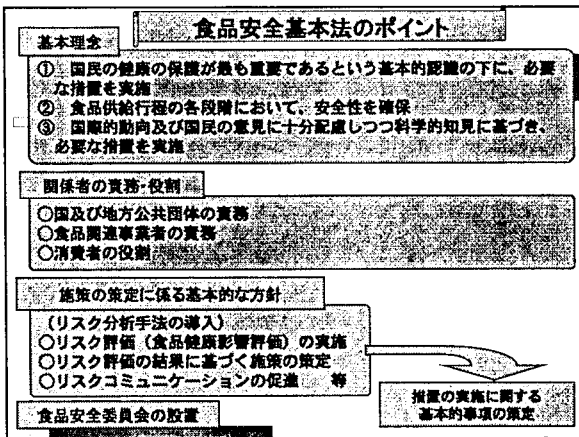 食品安全基本法のポイント
基本理念
① 国民の健康の保護が最も重要であるという基本的認識の下に、必要
な措置を実施
② 食品供給行程の各段階において、安全性を確保
③ 国際的動向及び国民の意見に十分配慮しつつ科学的知見に基づき、
必要な措置を実施
関係者の責務・役割
○国及び地方公共団体の責務
○食品関連事業者の責務
○消費者の役割
施策の策定に係る基本的な方針
(リスク分析手法の導入)
○リスク評価(食品健康影響評価)の実施
○リスク評価の結果に基づく施策の策定
○リスクコミュニケーションの促進 等
措置の実施に関する
基本的事項の策定
食品安全委員会の設置